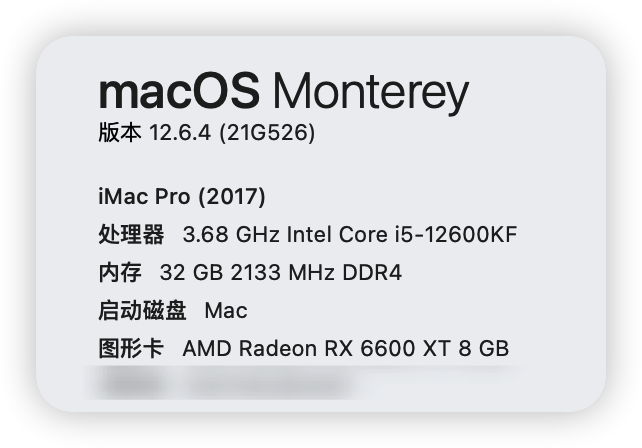 macOS Monterey
版本 12.6.4 (21G526)
iMac Pro (2017)
处理器 3.68 GHz Intel Core i5-12600KF
内存 32 GB 2133 MHz DDR4
启动磁盘 Mac
图形卡 AMD Radeon RX 6600 XT 8 GB